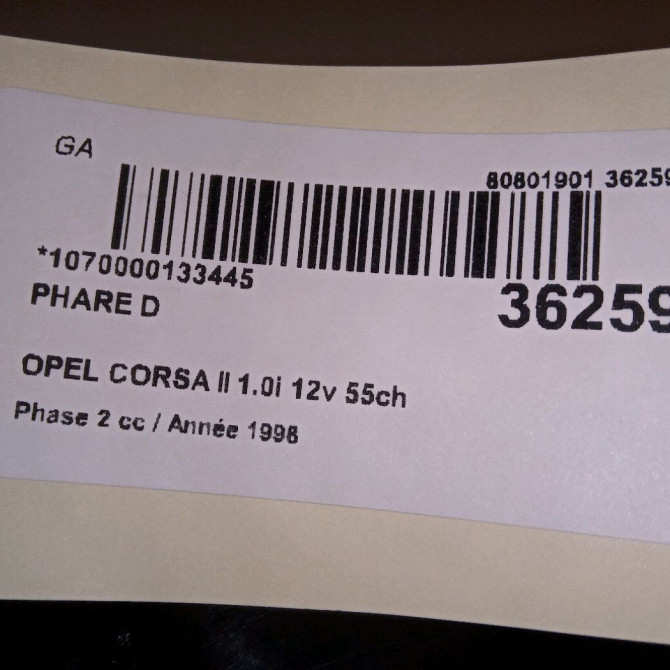 GA
80801901 36259
*1070000133445
PHARE D
36259
OPEL CORSA II 1.0i 12v 55ch
Phase 2 cc / Année 1998